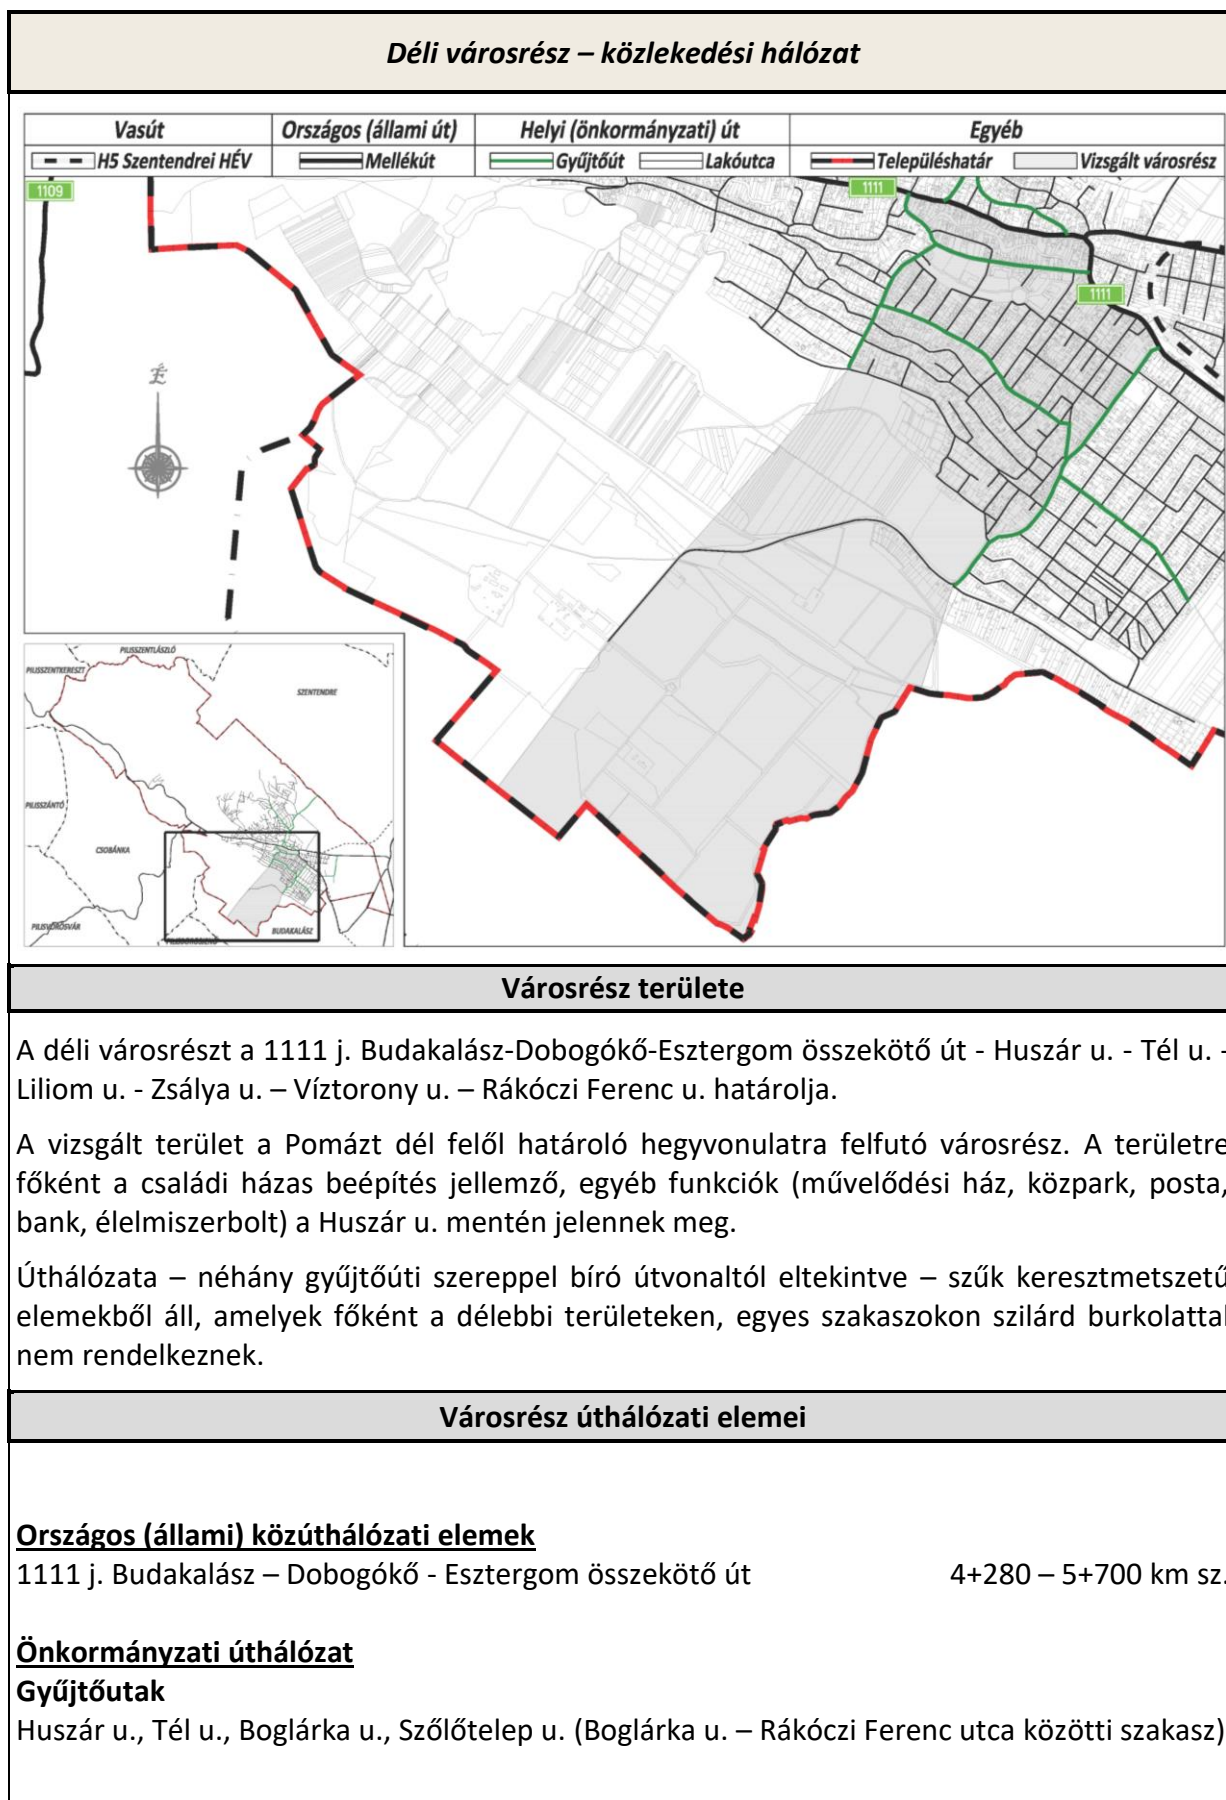 Déli városrész – közlekedési hálózat
Vasút
Országos (állami út)
Helyi (önkormányzati) út
Egyéb
H5 Szentendrei HÉV
Mellékút
Gyűjtőút
Lakóutca
Településhatár
Vizsgált városrész
1109
1111
1111
É
PILISSZENTLÁSZLÓ
PILISSZENTKERESZT
SZENTENDRE
PILISSZÁNTÓ
CSOBÁNKA
PILISVÖRÖSVÁR
BUDAKALÁSZ
PILISBOROSJENŐ
Városrész területe
A déli városrészt a 1111 j. Budakalász-Dobogókő-Esztergom összekötő út - Huszár u. - Tél u. -
Liliom u. - Zsálya u. – Víztorony u. – Rákóczi Ferenc u. határolja.
A vizsgált terület a Pomázt dél felől határoló hegyvonulatra felfutó városrész. A területre
főként a családi házas beépítés jellemző, egyéb funkciók (művelődési ház, közpark, posta,
bank, élelmiszerbolt) a Huszár u. mentén jelennek meg.
Úthálózata – néhány gyűjtőúti szereppel bíró útvonaltól eltekintve – szűk keresztmetszetű
elemekből áll, amelyek főként a délebbi területeken, egyes szakaszokon szilárd burkolattal
nem rendelkeznek.
Városrész úthálózati elemei
Országos (állami) közúthálózati elemek
1111 j. Budakalász – Dobogókő - Esztergom összekötő út 4+280 – 5+700 km sz.
Önkormányzati úthálózat
Gyűjtőutak
Huszár u., Tél u., Boglárka u., Szőlőtelep u. (Boglárka u. – Rákóczi Ferenc utca közötti szakasz)